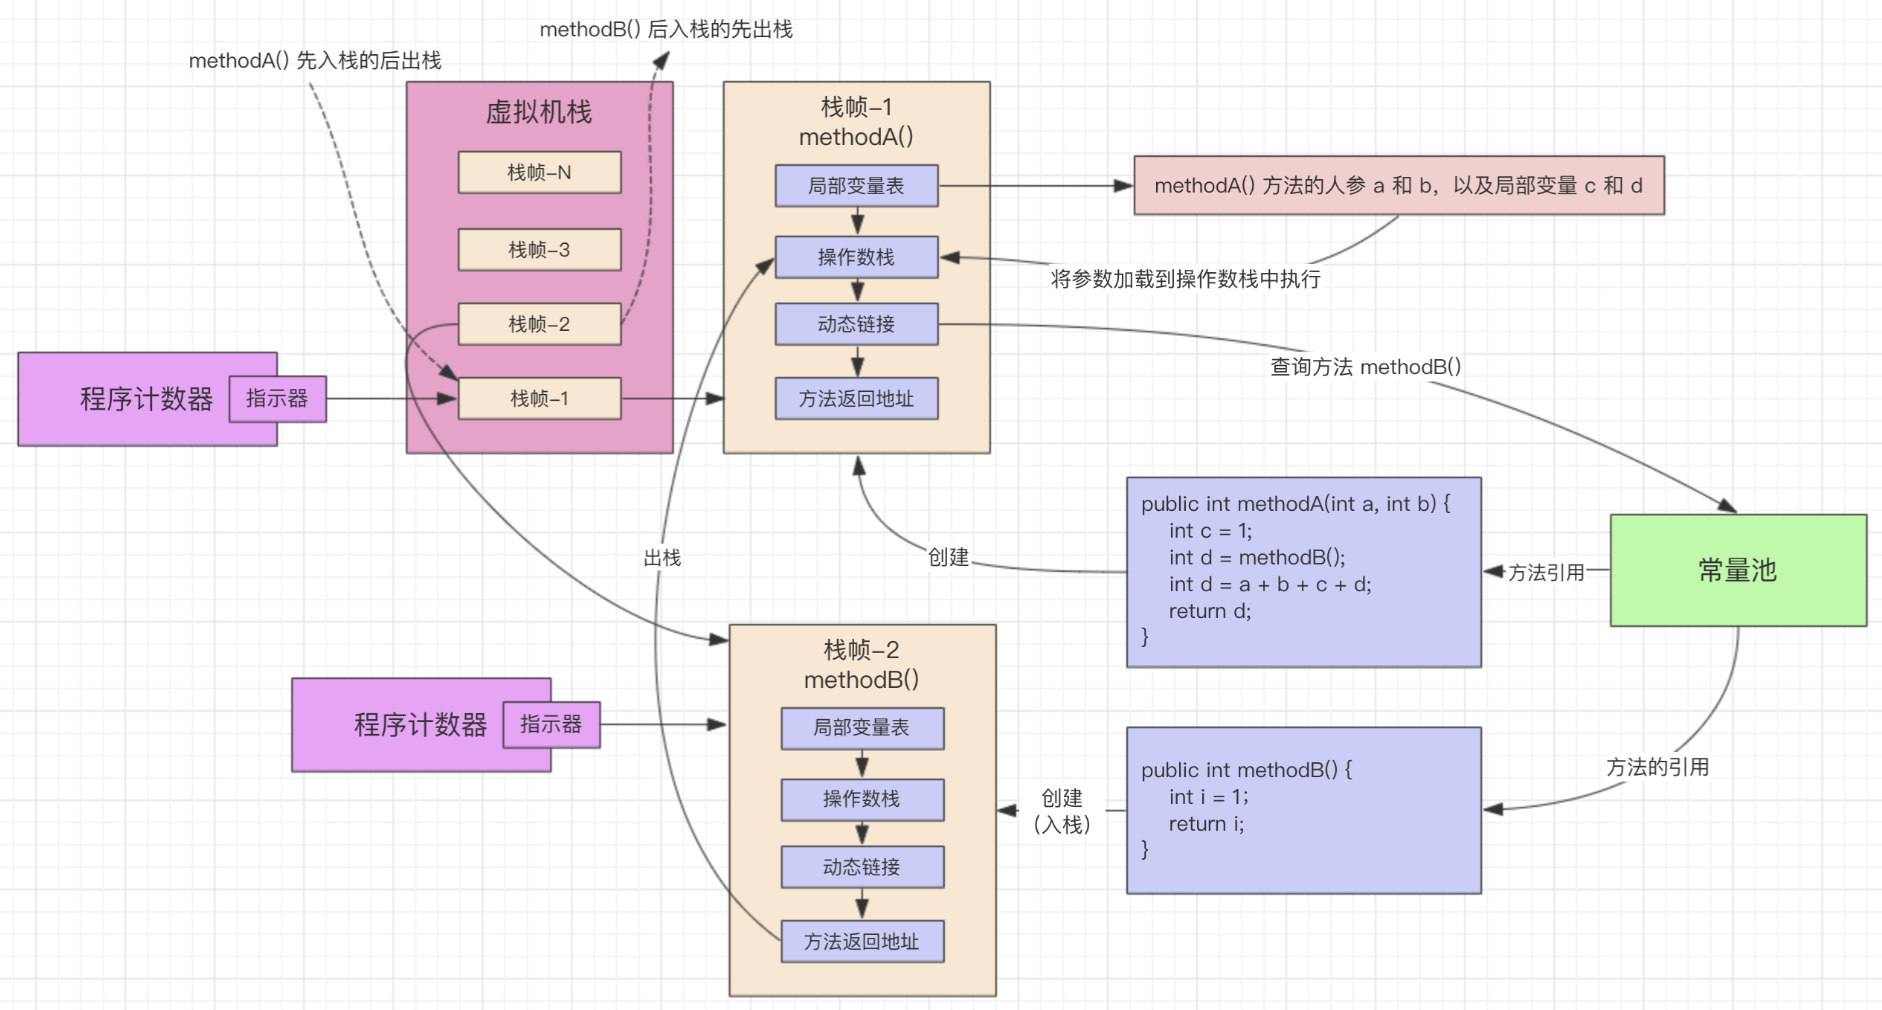 methodB() 后入栈的先出栈
methodA() 先入栈的后出栈
虚拟机栈
栈帧-N
栈帧-3
栈帧-2
栈帧-1
程序计数器
指示器
栈帧-1
methodA()
局部变量表
操作数栈
动态链接
方法返回地址
methodA() 方法的人参 a 和 b，以及局部变量 c 和 d
将参数加载到操作数栈中执行
查询方法 methodB()
出栈
创建
public int methodA(int a, int b) {
int c = 1;
int d = methodB();
int d = a + b + c + d;
return d;
}
方法引用
常量池
栈帧-2
methodB()
局部变量表
操作数栈
动态链接
方法返回地址
程序计数器
指示器
创建
(入栈)
public int methodB() {
int i = 1;
return i;
}
方法的引用